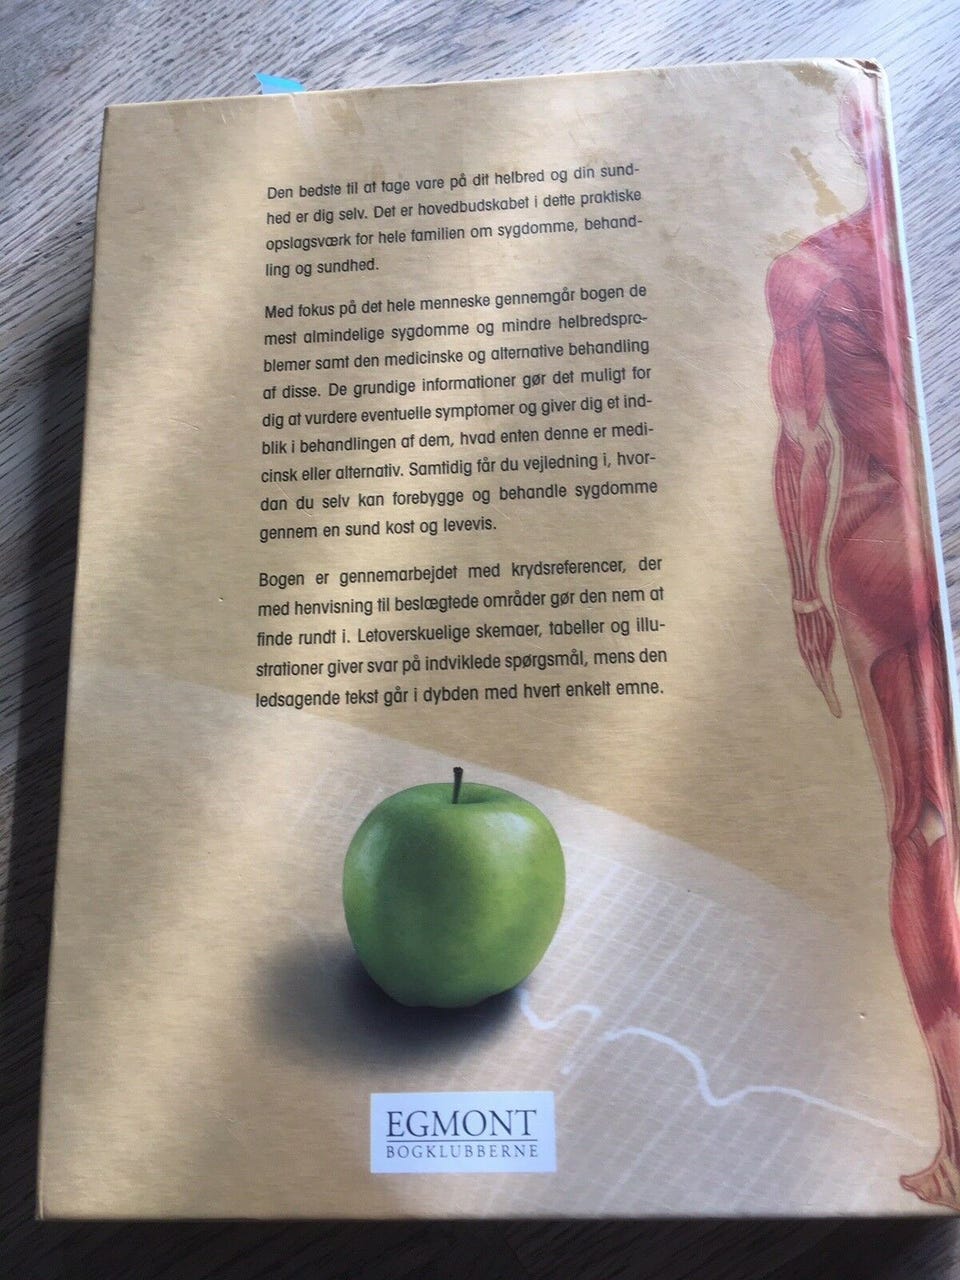 Den bedste til at tage vare på dit helbred og din sund-
hed er dig selv. Det er hovedbudskabet i dette praktiske
opslagsværk for hele familien om sygdomme, behand-
ling og sundhed.
Med fokus på det hele menneske gennemgår bogen de
mest almindelige sygdomme og mindre helbredspro-
blemer samt den medicinske og alternative behandling
af disse. De grundige informationer gør det muligt for
dig at vurdere eventuelle symptomer og giver dig et ind-
blik i behandlingen af dem, hvad enten denne er medi-
cinsk eller alternativ. Samtidig får du vejledning i, hvor-
dan du selv kan forebygge og behandle sygdomme
gennem en sund kost og levevis.
Bogen er gennemarbejdet med krydsreferencer, der
med henvisning til beslægtede områder gør den nem at
finde rundt i. Letoverskuelige skemaer, tabeller og illu-
strationer giver svar på indviklede spørgsmål, mens den
ledsagende tekst går i dybden med hvert enkelt emne.
EGMONT
BOGKLUBBERNE